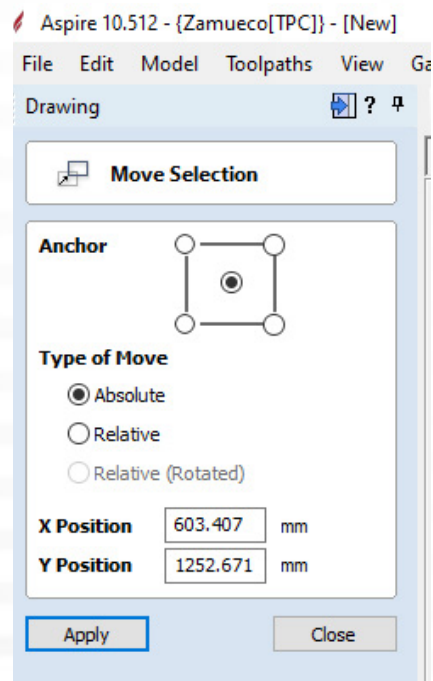 Aspire 10.512 - {Zamueco[TPC]} - [New]
File Edit Model Toolpaths View Ga
Drawing ?
Move Selection
Anchor
Type of Move
Absolute
Relative
Relative (Rotated)
X Position 603.407 mm
Y Position 1252.671 mm
Apply Close